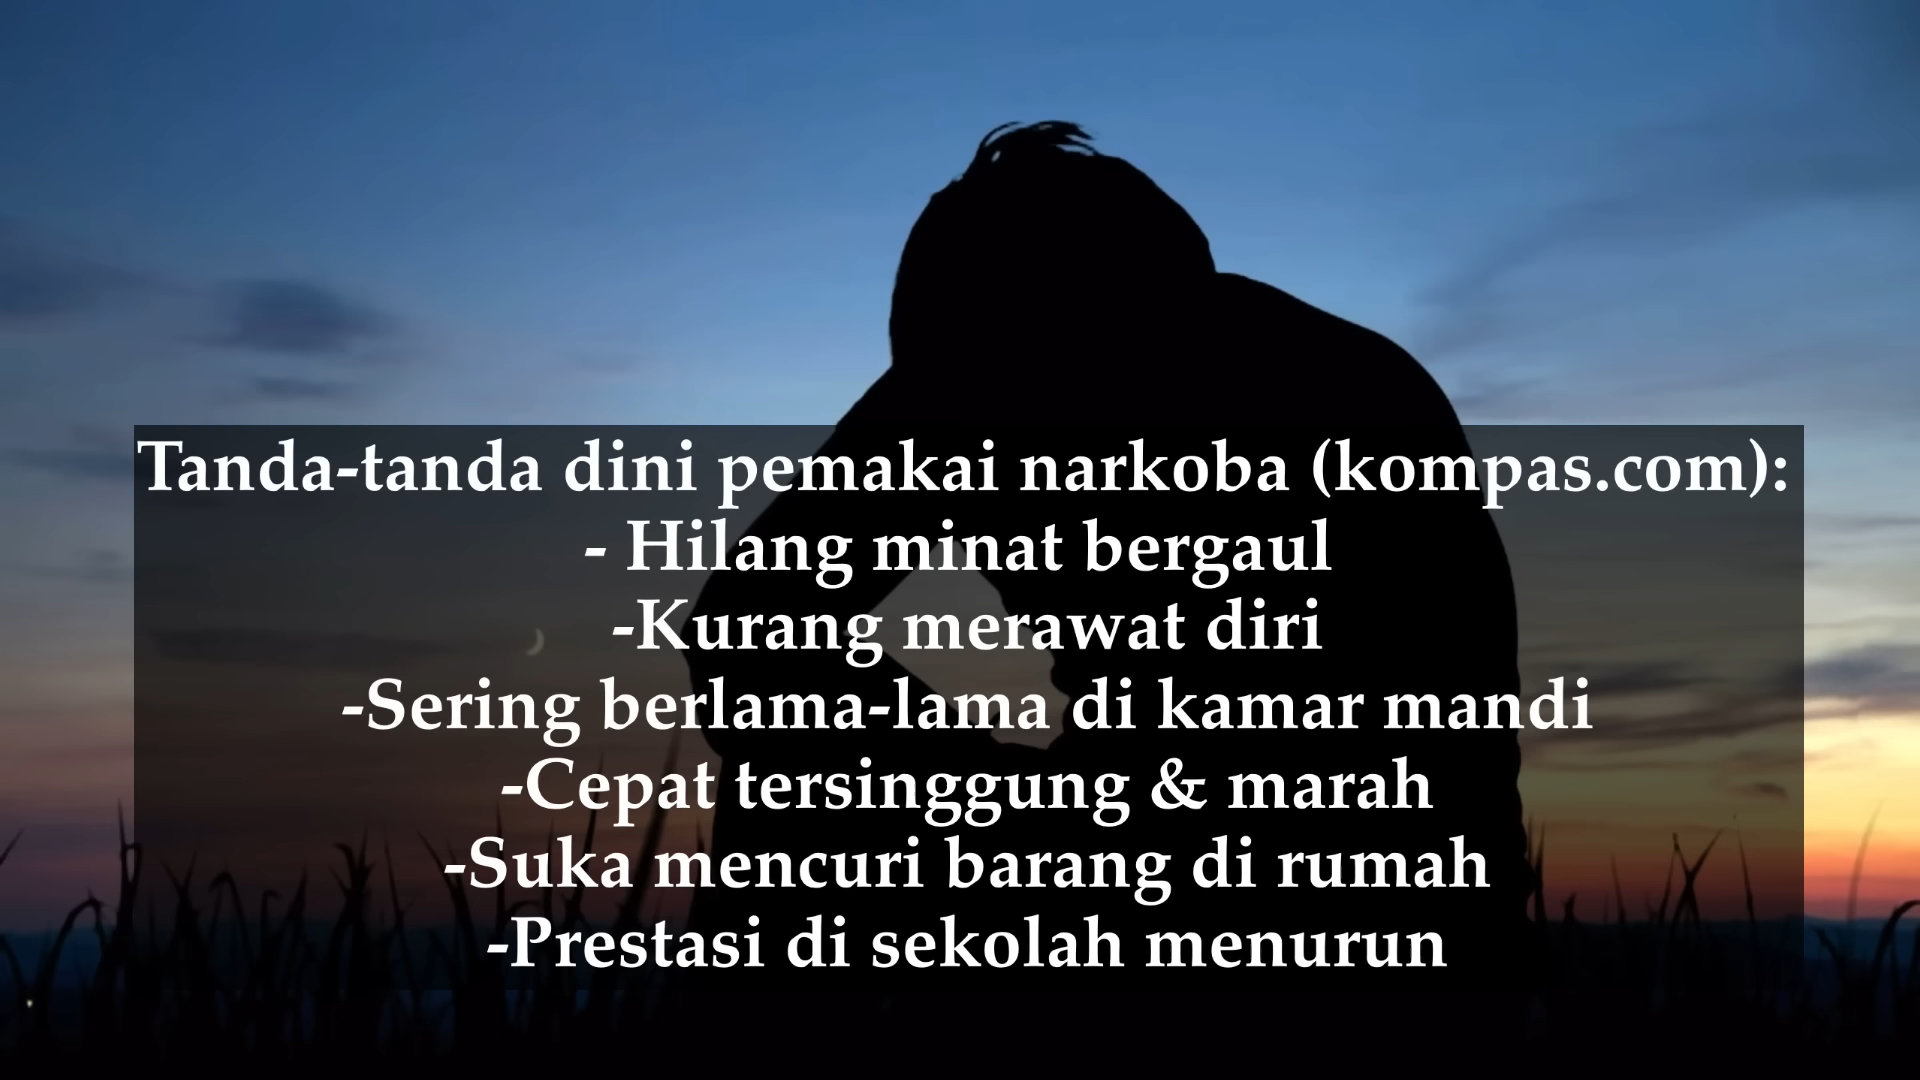 Tanda-tanda dini pemakai narkoba (kompas.com):
- Hilang minat bergaul
-Kurang merawat diri
-Sering berlama-lama di kamar mandi
-Cepat tersinggung & marah
-Suka mencuri barang di rumah
-Prestasi di sekolah menurun